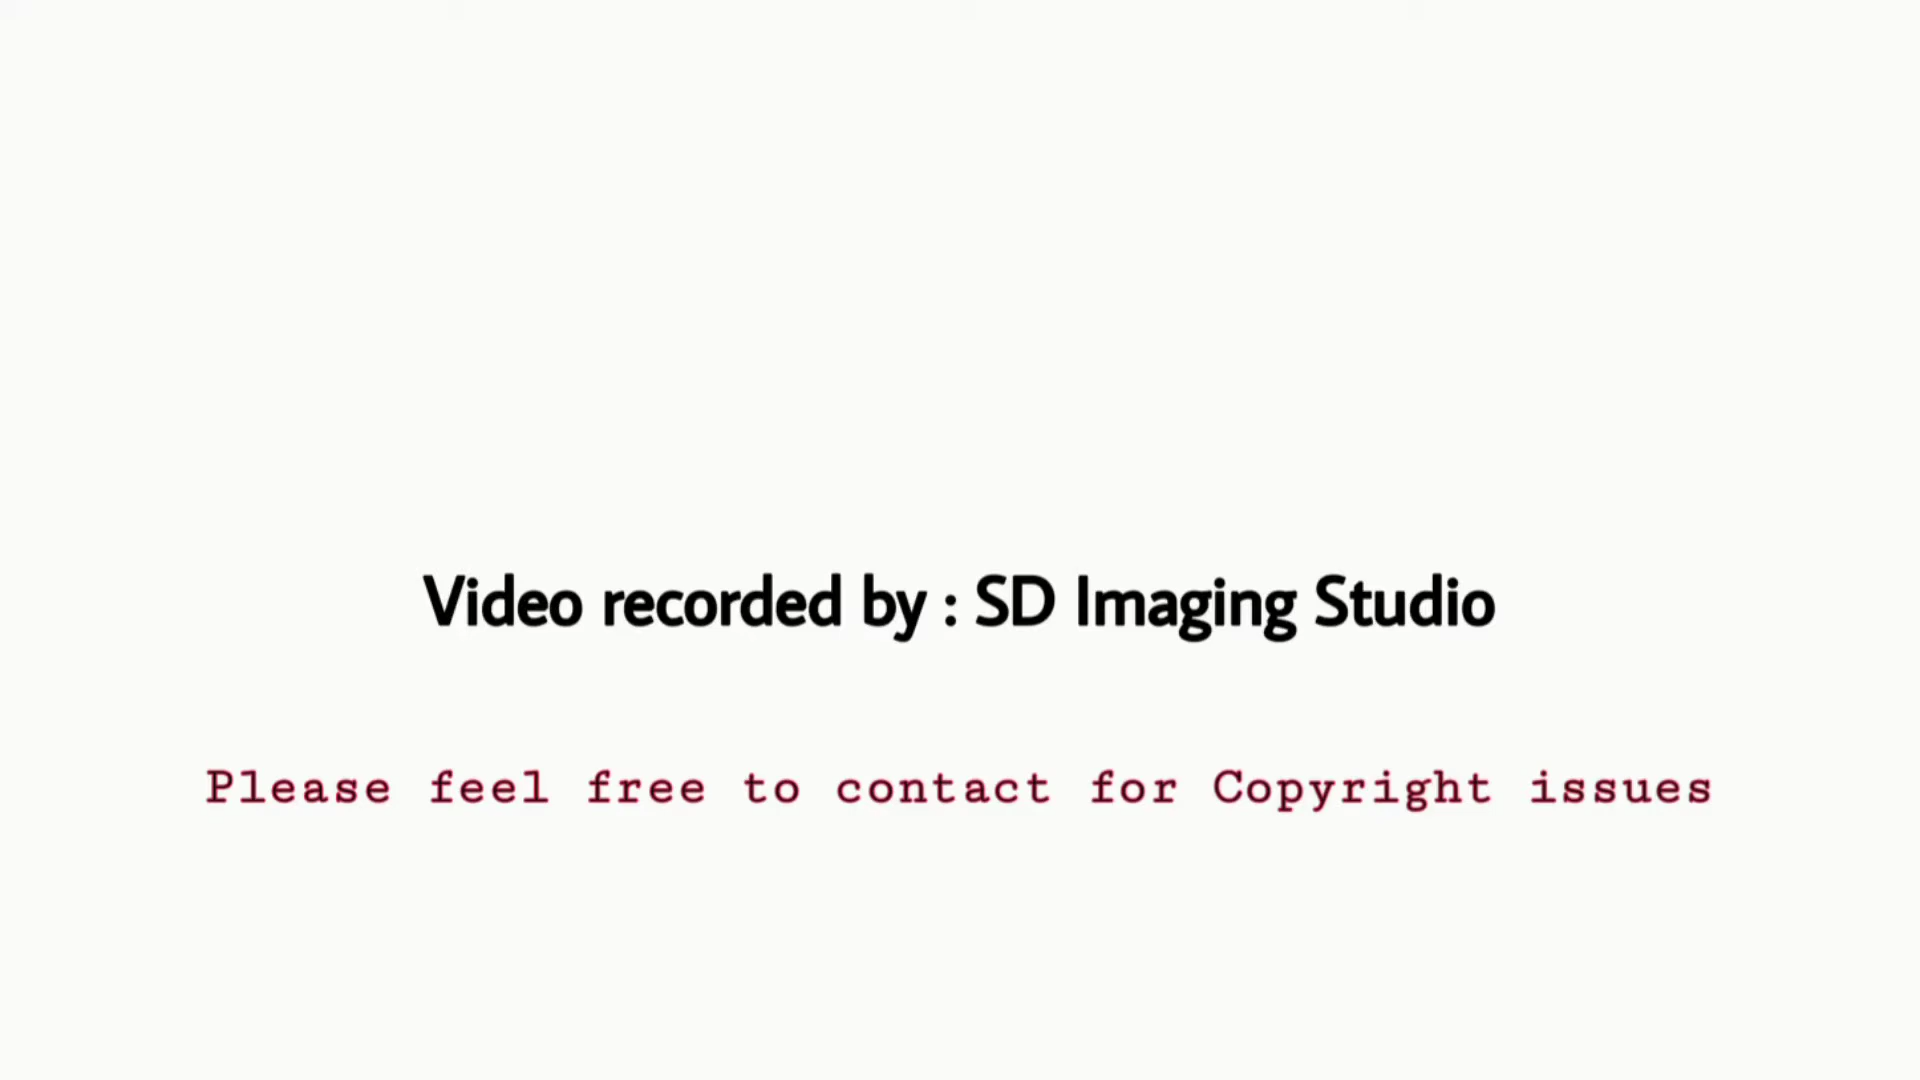 Video recorded by : SD Imaging Studio
Please feel free to contact for Copyright issues